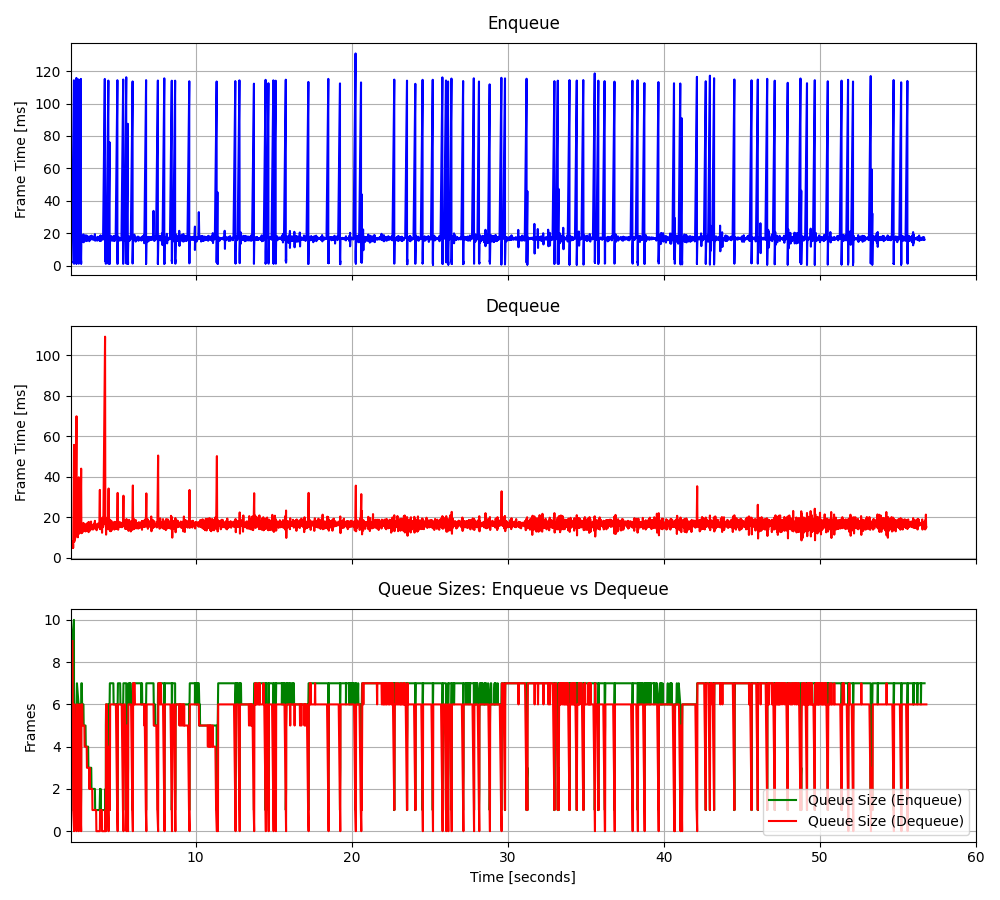 Enqueue
Frame Time [ms]
120
100
80
60
40
20
0
Dequeue
Frame Time [ms]
100
80
60
40
20
0
Queue Sizes: Enqueue vs Dequeue
Frames
10
8
6
4
2
0
Queue Size (Enqueue)
Queue Size (Dequeue)
10 20 30 40 50 60
Time [seconds]